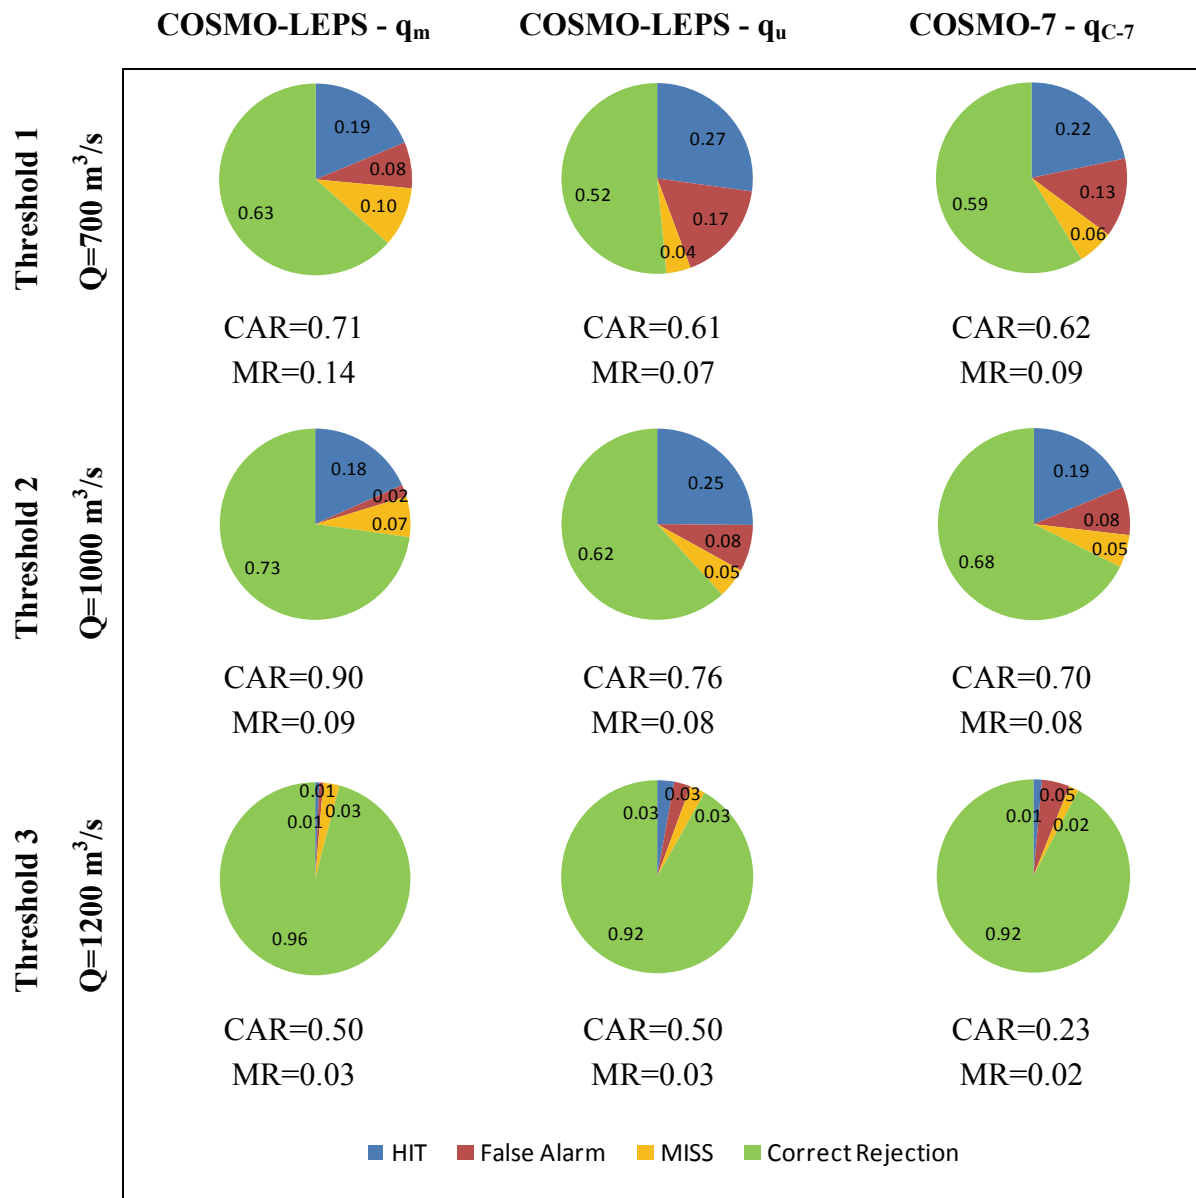 COSMO-LEPS - qm COSMO-LEPS - qu COSMO-7 - qC-7
Threshold 1
Q=700 m³/s
0.19
0.08
0.10
0.63
0.27
0.17
0.04
0.52
0.22
0.13
0.06
0.59
CAR=0.71 CAR=0.61 CAR=0.62
MR=0.14 MR=0.07 MR=0.09
Threshold 2
Q=1000 m³/s
0.18
0.02
0.07
0.73
0.25
0.08
0.05
0.62
0.19
0.08
0.05
0.68
CAR=0.90 CAR=0.76 CAR=0.70
MR=0.09 MR=0.08 MR=0.08
Threshold 3
Q=1200 m³/s
0.01
0.01
0.03
0.96
0.03
0.03
0.03
0.92
0.01
0.05
0.02
0.92
CAR=0.50 CAR=0.50 CAR=0.23
MR=0.03 MR=0.03 MR=0.02
HIT False Alarm MISS Correct Rejection